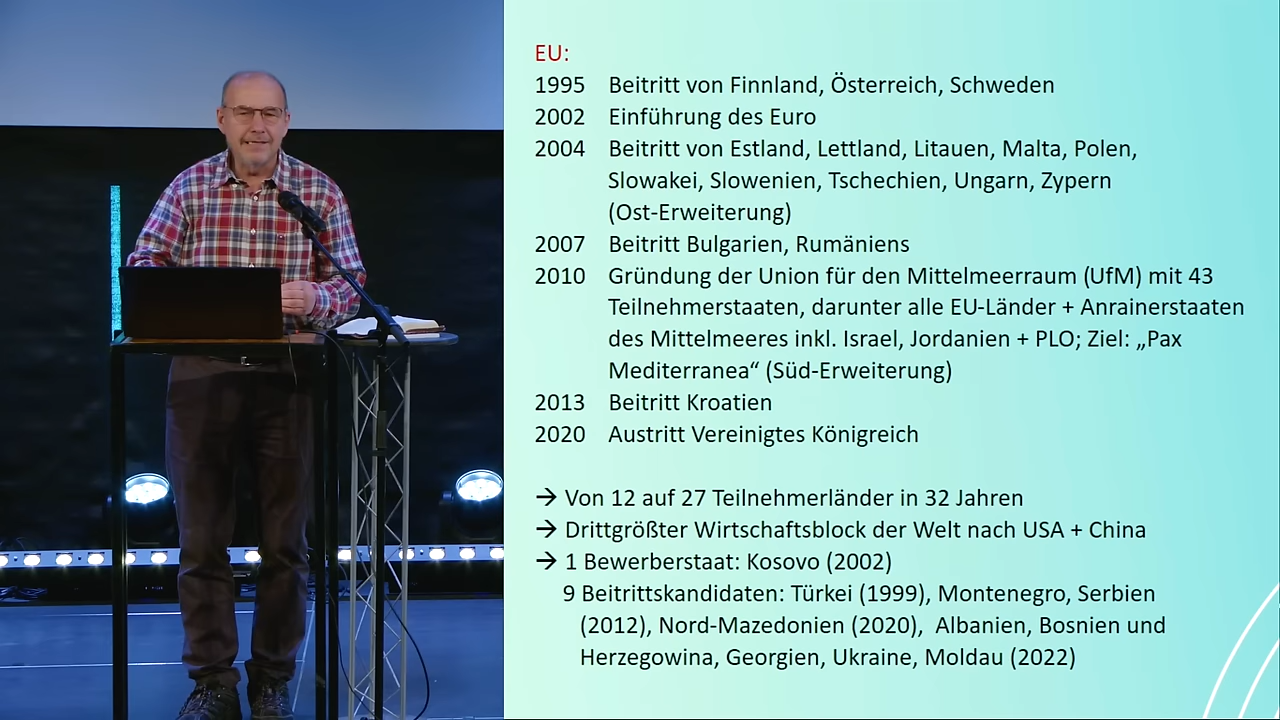 EU:
1995 Beitritt von Finnland, Österreich, Schweden
2002 Einführung des Euro
2004 Beitritt von Estland, Lettland, Litauen, Malta, Polen,
Slowakei, Slowenien, Tschechien, Ungarn, Zypern
(Ost-Erweiterung)
2007 Beitritt Bulgarien, Rumäniens
2010 Gründung der Union für den Mittelmeerraum (UfM) mit 43
Teilnehmerstaaten, darunter alle EU-Länder + Anrainerstaaten
des Mittelmeeres inkl. Israel, Jordanien + PLO; Ziel: „Pax
Mediterranea“ (Süd-Erweiterung)
2013 Beitritt Kroatien
2020 Austritt Vereinigtes Königreich
→ Von 12 auf 27 Teilnehmerländer in 32 Jahren
→ Drittgrößter Wirtschaftsblock der Welt nach USA + China
→ 1 Bewerberstaat: Kosovo (2002)
9 Beitrittskandidaten: Türkei (1999), Montenegro, Serbien
(2012), Nord-Mazedonien (2020), Albanien, Bosnien und
Herzegowina, Georgien, Ukraine, Moldau (2022)